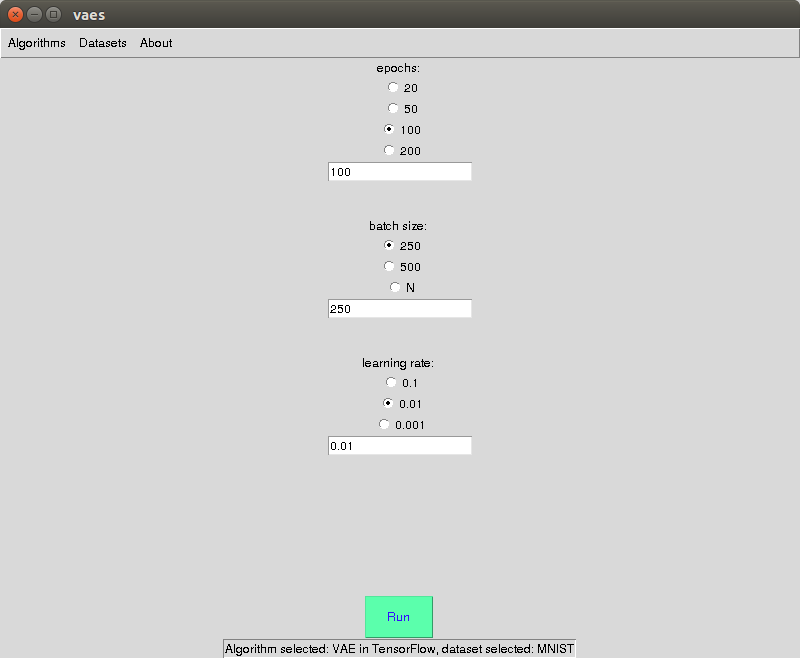 vaes
Algorithms Datasets About
epochs:
20
50
100
200
100
batch size:
250
500
N
250
learning rate:
0.1
0.01
0.001
0.01
Run
Algorithm selected: VAE in TensorFlow, dataset selected: MNIST